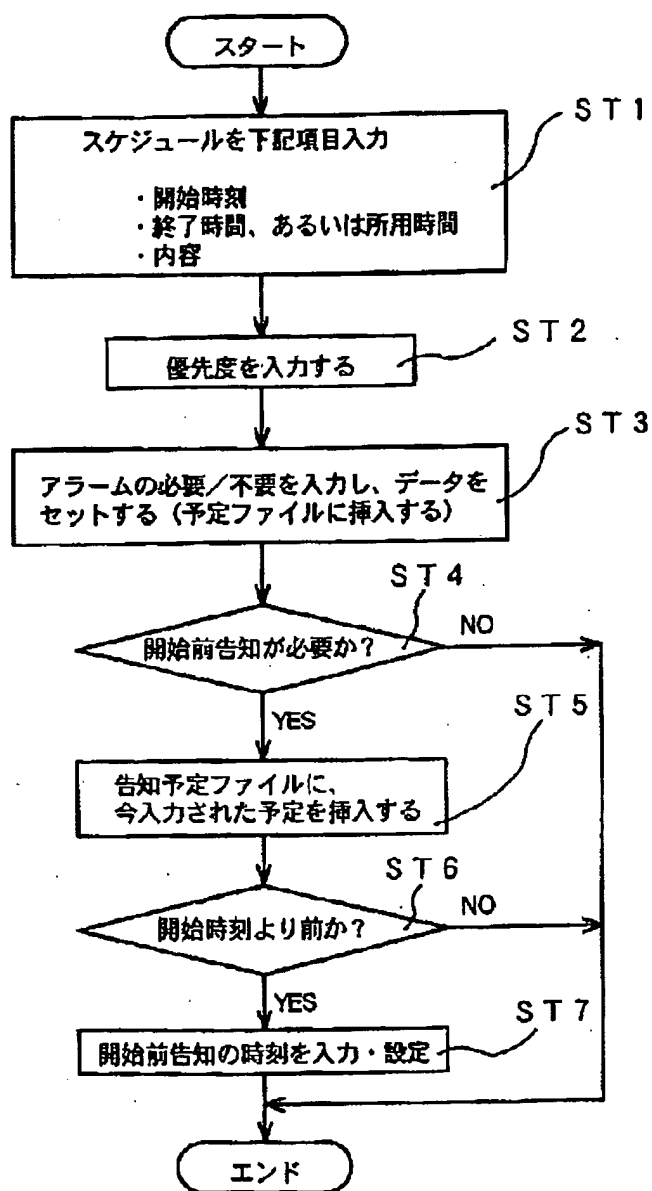 スタート
ST1
スケジュールを下記項目入力
・開始時刻
・終了時間、あるいは所用時間
・内容
ST2
優先度を入力する
ST3
アラームの必要／不要を入力し、データを
セットする（予定ファイルに挿入する）
ST4
開始前告知が必要か？
NO
YES
ST5
告知予定ファイルに、
今入力された予定を挿入する
ST6
開始時刻より前か？
NO
YES
ST7
開始前告知の時刻を入力・設定
エンド